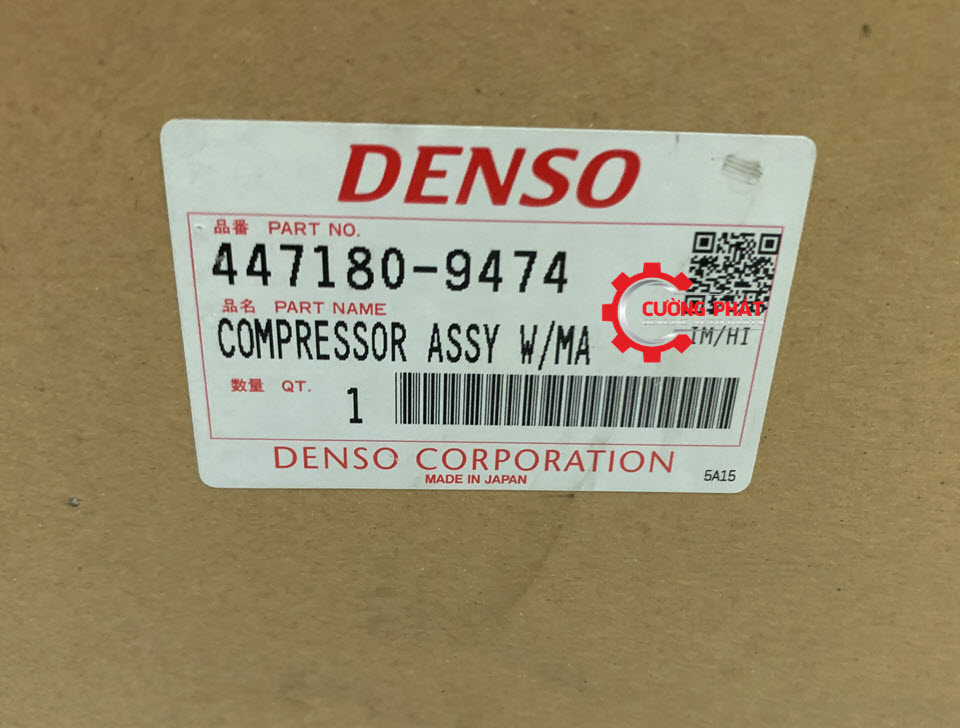 DENSO
品番 PART NO.
447180-9474
品名 PART NAME
CƯỜNG PHÁT
COMPRESSOR ASSY W/MA
IM/HI
数量 QT.
1
DENSO CORPORATION
MADE IN JAPAN
5A15